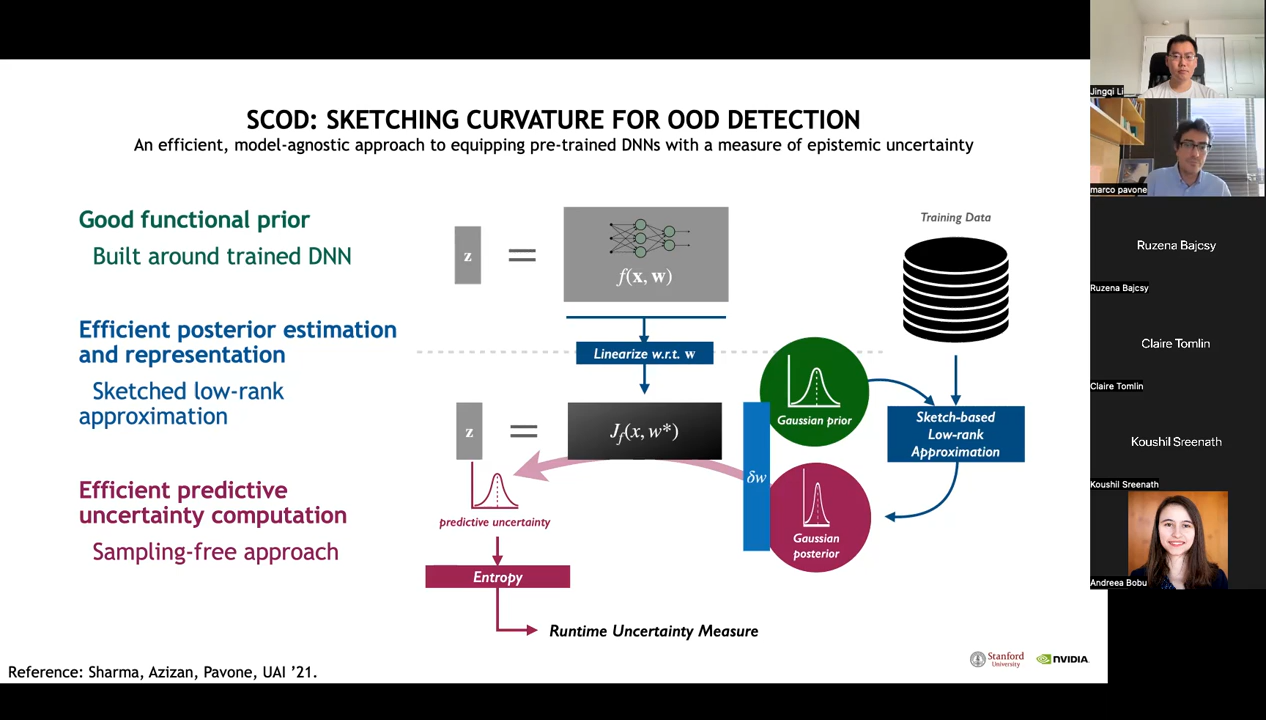 SCOD: SKETCHING CURVATURE FOR OOD DETECTION
An efficient, model-agnostic approach to equipping pre-trained DNNs with a measure of epistemic uncertainty
Good functional prior
Built around trained DNN
Efficient posterior estimation
and representation
Sketched low-rank
approximation
Efficient predictive
uncertainty computation
Sampling-free approach
z
=
f(x, w)
Linearize w.r.t. w
z
=
J_f(x, w*)
δw
predictive uncertainty
Entropy
Runtime Uncertainty Measure
Training Data
Gaussian prior
Sketch-based
Low-rank
Approximation
Gaussian
posterior
Stanford
University
NVIDIA.
Reference: Sharma, Azizan, Pavone, UAI '21.
Jingqi Li
marco pavone
Ruzena Bajcsy
Ruzena Bajcsy
Claire Tomlin
Claire Tomlin
Koushil Sreenath
Koushil Sreenath
Andreea Bobu